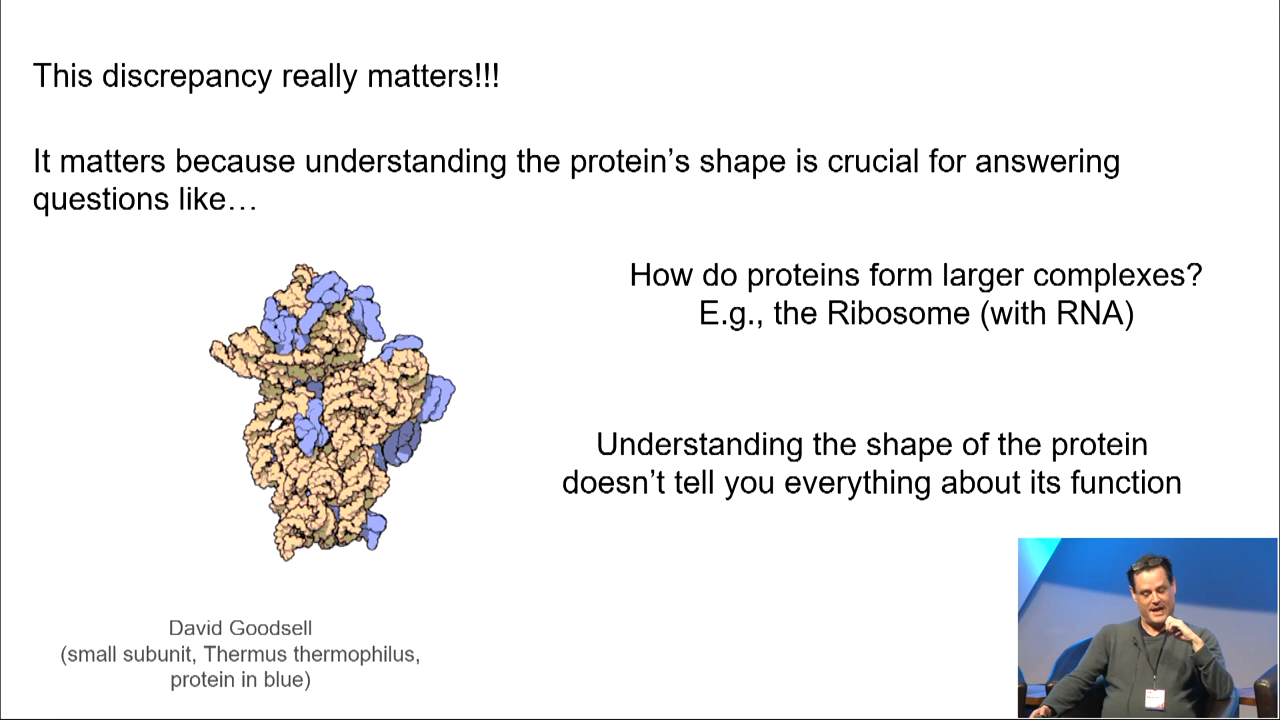 This discrepancy really matters!!!
It matters because understanding the protein’s shape is crucial for answering
questions like…
How do proteins form larger complexes?
E.g., the Ribosome (with RNA)
Understanding the shape of the protein
doesn’t tell you everything about its function
David Goodsell
(small subunit, Thermus thermophilus,
protein in blue)